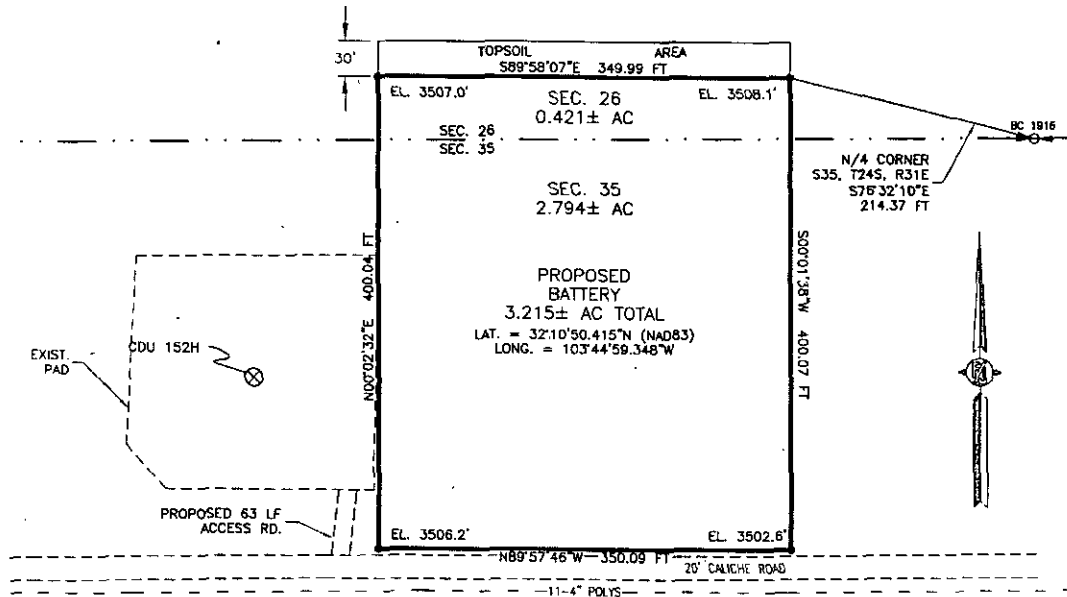 30'
TOPSOIL AREA
S89°58'07"E 349.99 FT
EL. 3507.0'
EL. 3508.1'
SEC. 26
0.421± AC
SEC. 26
SEC. 35
BC 1916
N/4 CORNER
S35, T24S, R31E
S76°32'10"E
214.37 FT
SEC. 35
2.794± AC
N00°02'32"E 400.04 FT
S00°01'38"W 400.07 FT
PROPOSED
BATTERY
3.215± AC TOTAL
LAT. = 32°10'50.415"N (NAD83)
LONG. = 103°44'59.348"W
EXIST.
PAD
CDU 152H
PROPOSED 63 LF
ACCESS RD.
EL. 3506.2'
EL. 3502.6'
N89°57'46"W 350.09 FT
20' CALICHE ROAD
11-4" POLYS